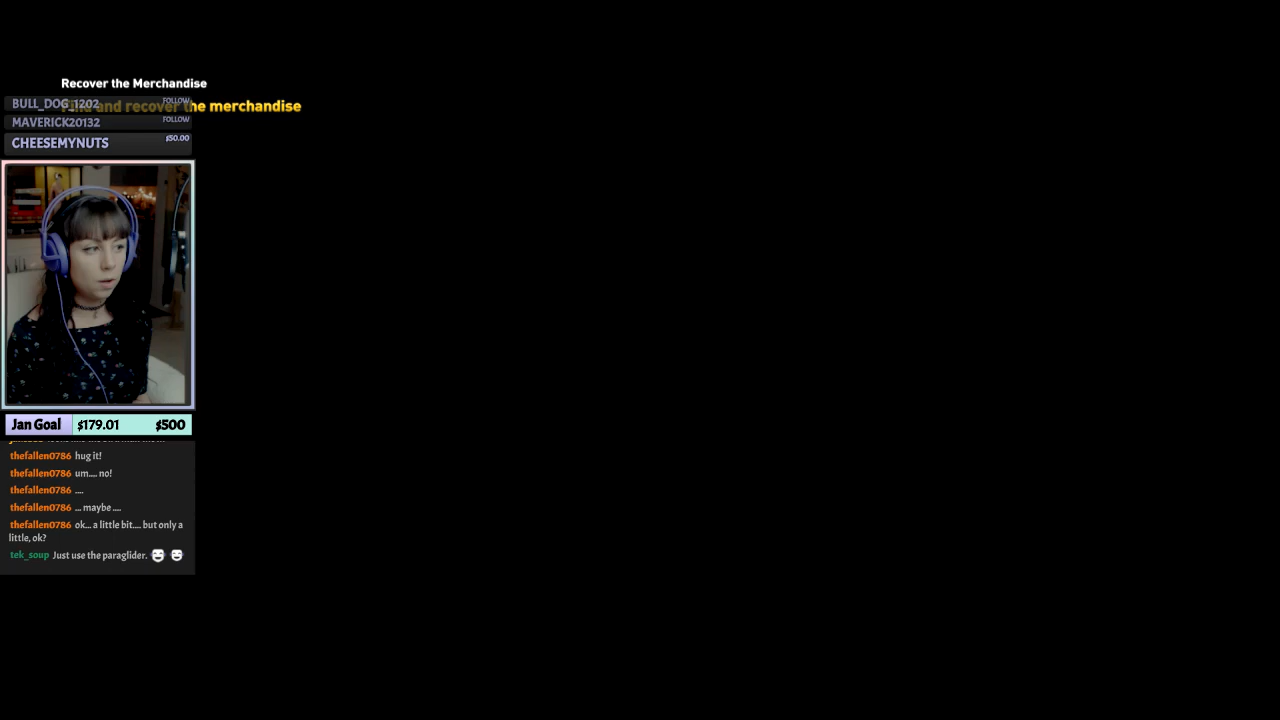 Recover the Merchandise
and recover the merchandise
BULL_DOG_1202 FOLLOW
MAVERICK20132 FOLLOW
CHEESEMYNUTS $50.00
Jan Goal $179.01 $500
thefallen0786 hug it!
thefallen0786 um.... no!
thefallen0786 ....
thefallen0786 ... maybe ....
thefallen0786 ok... a little bit.... but only a
little, ok?
tek_soup Just use the paraglider.